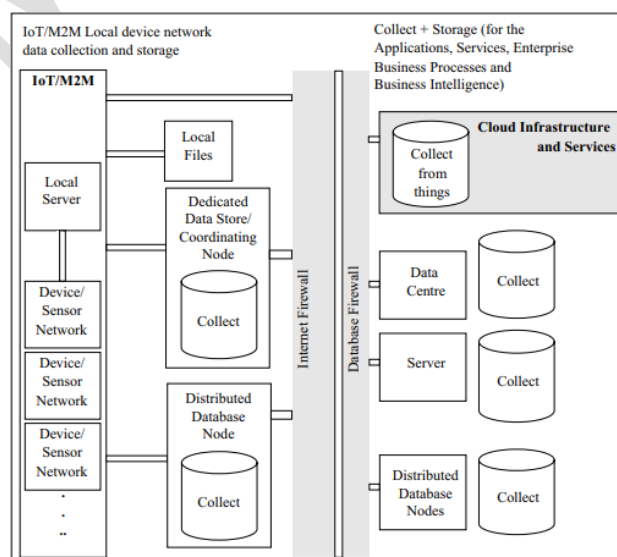 IoT/M2M Local device network
data collection and storage
Collect + Storage (for the
Applications, Services, Enterprise
Business Processes and
Business Intelligence)
IoT/M2M
Local
Server
Device/
Sensor
Network
Device/
Sensor
Network
Device/
Sensor
Network
.
.
..
Local
Files
Dedicated
Data Store/
Coordinating
Node
Collect
Distributed
Database
Node
Collect
Internet Firewall
Database Firewall
Cloud Infrastructure
and Services
Collect
from
things
Data
Centre
Collect
Server
Collect
Distributed
Database
Nodes
Collect